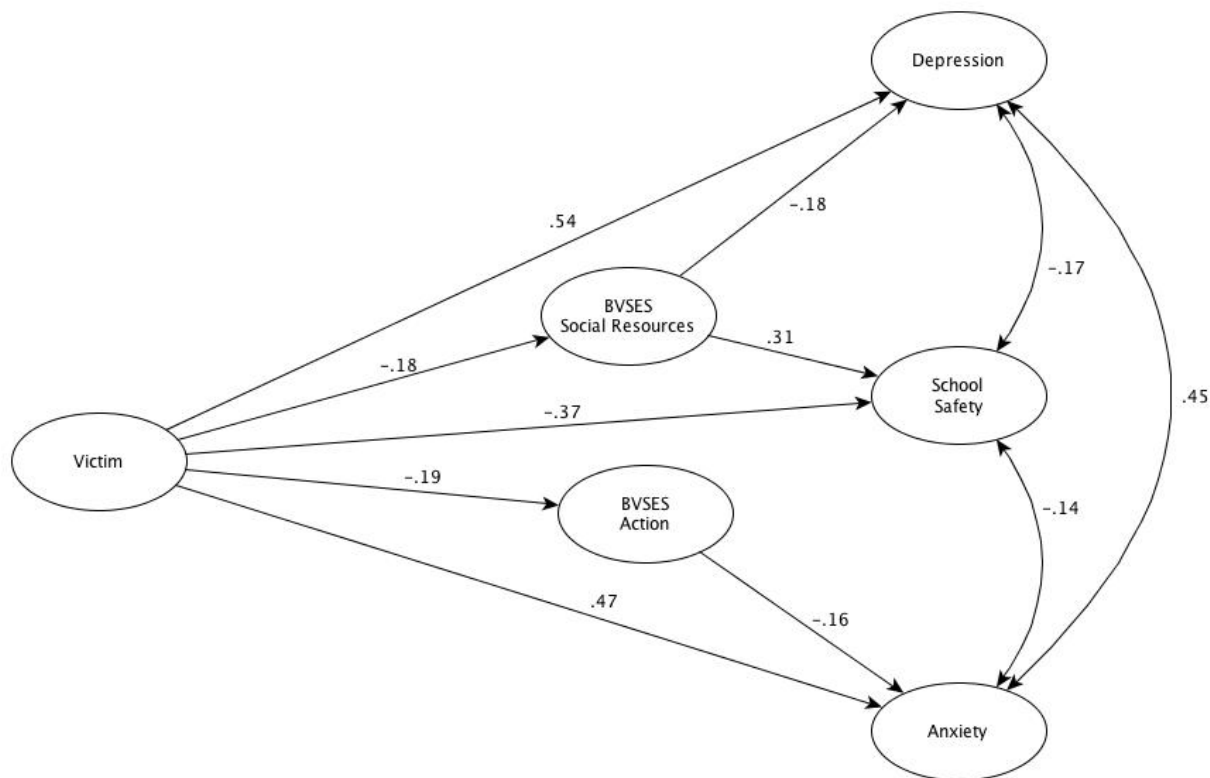 Depression
.54
-.18
-.17
BVSES
Social Resources
.31
-.18
School
Safety
.45
-.37
Victim
-.19
BVSES
Action
-.14
.47
-.16
Anxiety